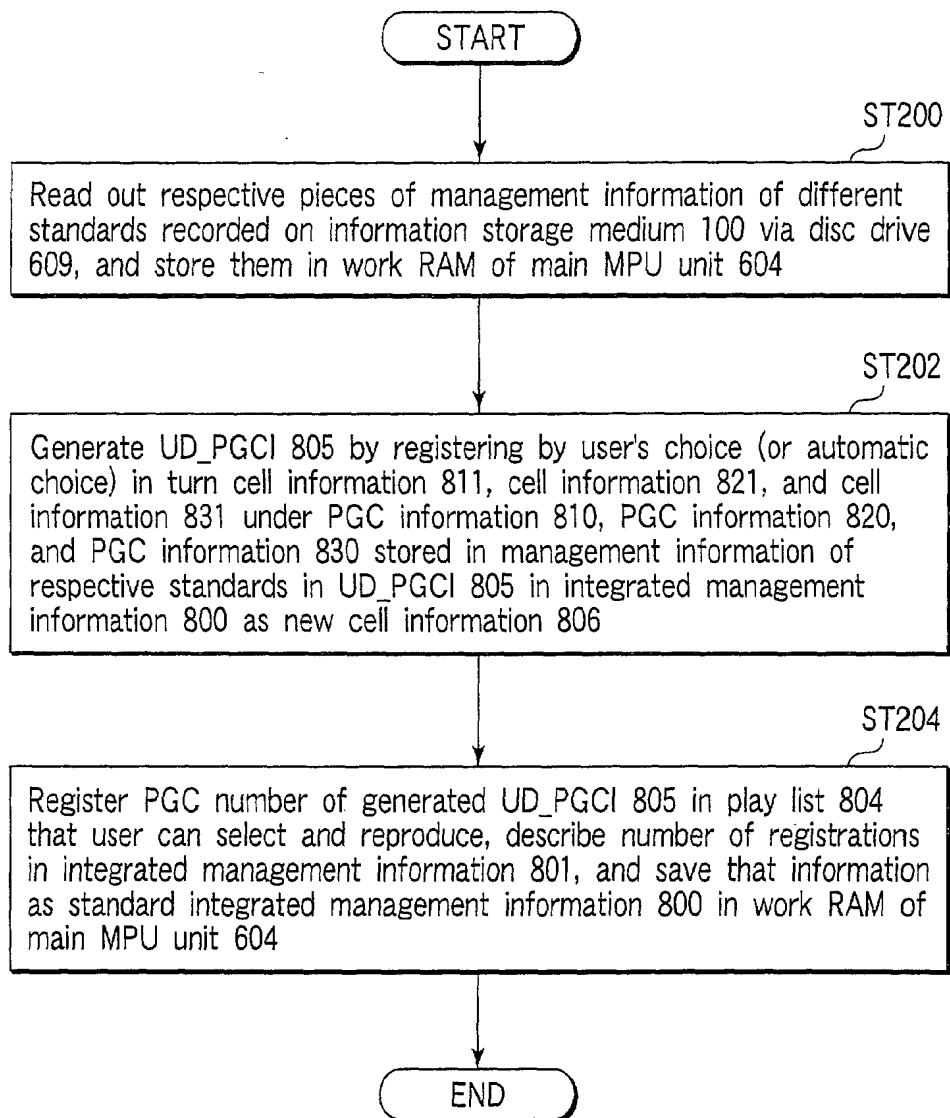 START
ST200
Read out respective pieces of management information of different
standards recorded on information storage medium 100 via disc drive
609, and store them in work RAM of main MPU unit 604
ST202
Generate UD_PGCI 805 by registering by user's choice (or automatic
choice) in turn cell information 811, cell information 821, and cell
information 831 under PGC information 810, PGC information 820,
and PGC information 830 stored in management information of
respective standards in UD_PGCI 805 in integrated management
information 800 as new cell information 806
ST204
Register PGC number of generated UD_PGCI 805 in play list 804
that user can select and reproduce, describe number of registrations
in integrated management information 801, and save that information
as standard integrated management information 800 in work RAM of
main MPU unit 604
END